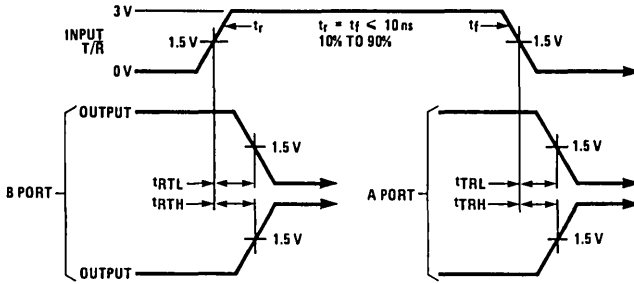 3 V
INPUT
T/R̅
1.5 V
0 V
tr
tr = tf < 10 ns
10% TO 90%
tf
1.5 V
B PORT
OUTPUT
1.5 V
tRTL
tRTH
1.5 V
OUTPUT
A PORT
1.5 V
tTRL
tTRH
1.5 V